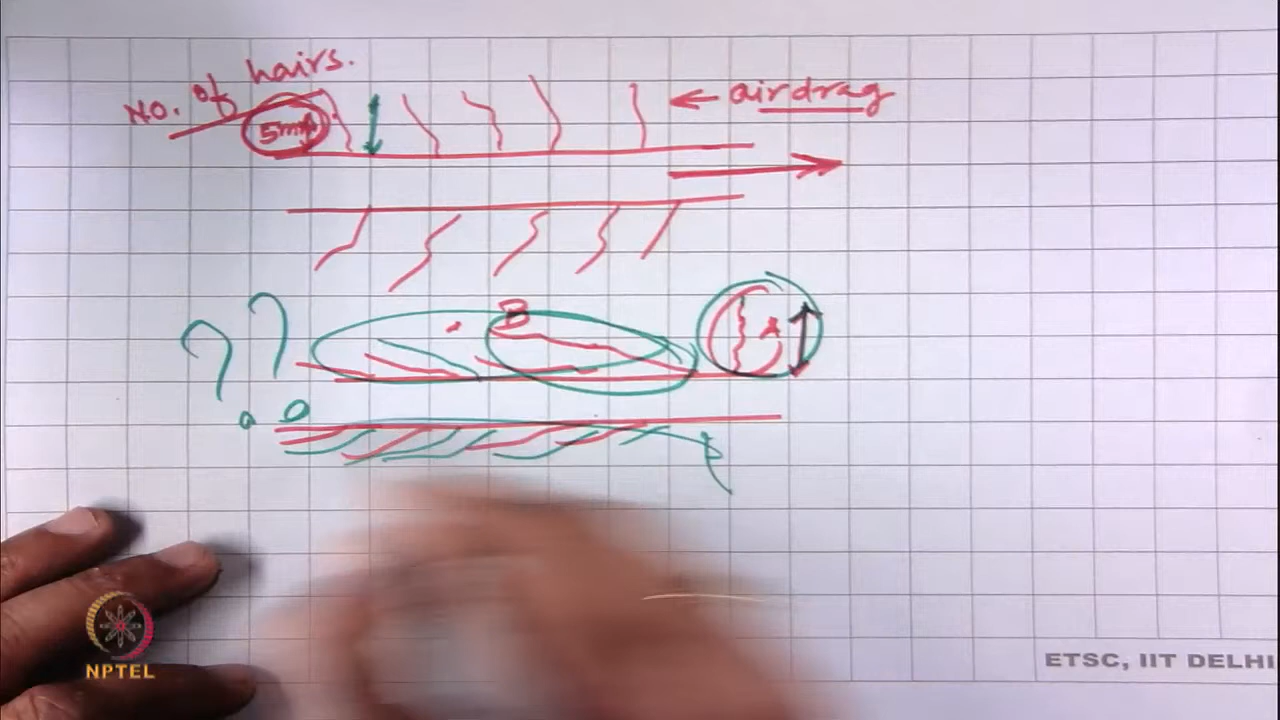 No. of hairs.
5mm
← airdrag
B
A
??
NPTEL
ETSC, IIT DELHI